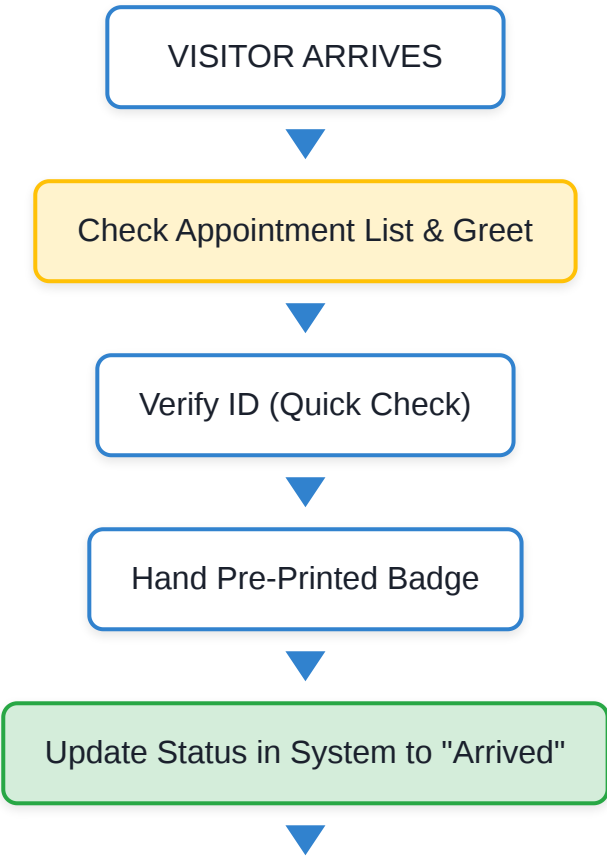 VISITOR ARRIVES
Check Appointment List & Greet
Verify ID (Quick Check)
Hand Pre-Printed Badge
Update Status in System to "Arrived"